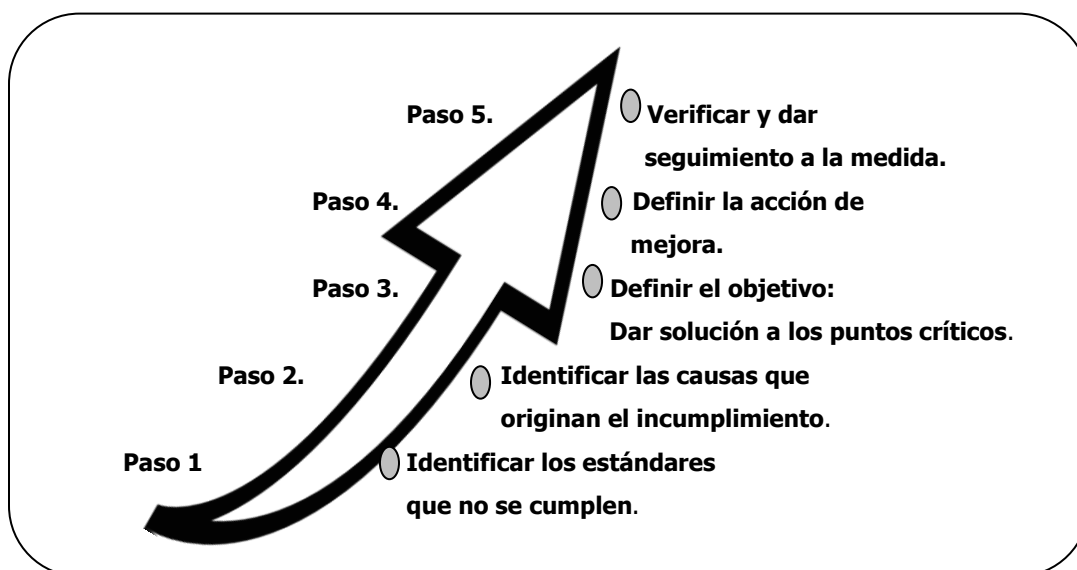 Paso 5.
Verificar y dar
seguimiento a la medida.
Paso 4.
Definir la acción de
mejora.
Paso 3.
Definir el objetivo:
Dar solución a los puntos críticos.
Paso 2.
Identificar las causas que
originan el incumplimiento.
Paso 1
Identificar los estándares
que no se cumplen.